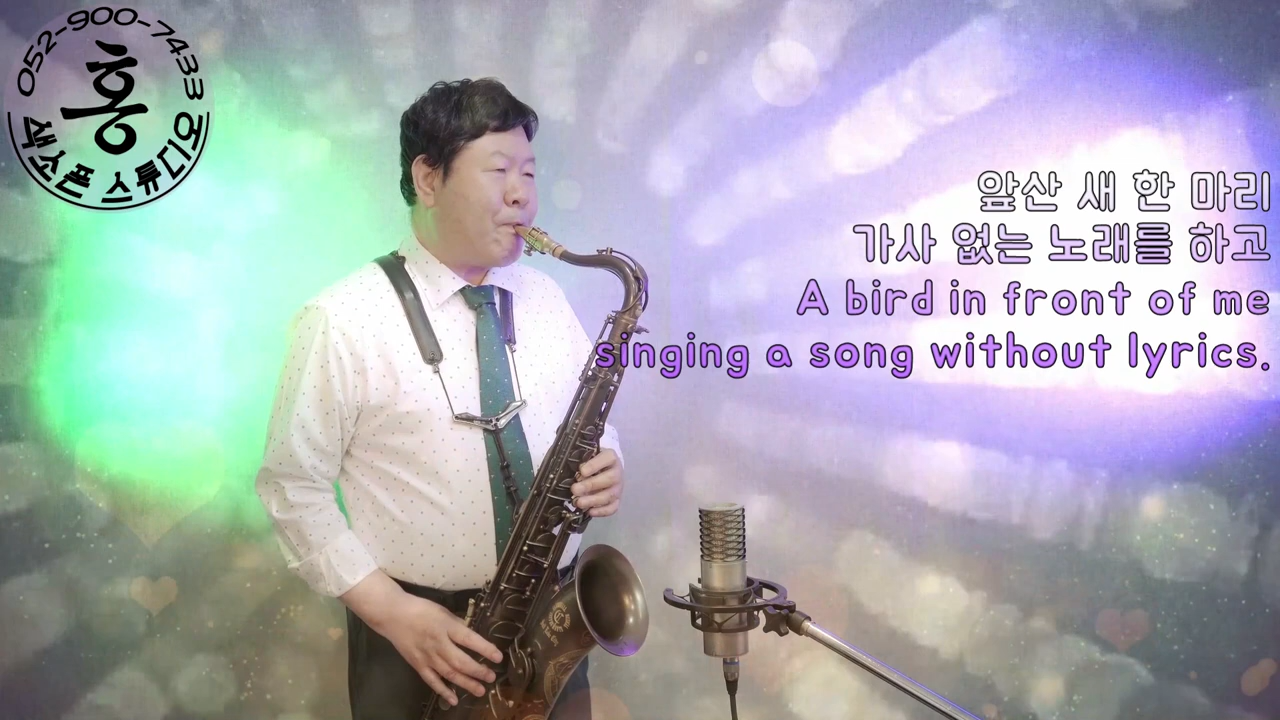 052-900-7433
홍
색소폰 스튜디오
앞산 새 한 마리
가사 없는 노래를 하고
A bird in front of me
singing a song without lyrics.